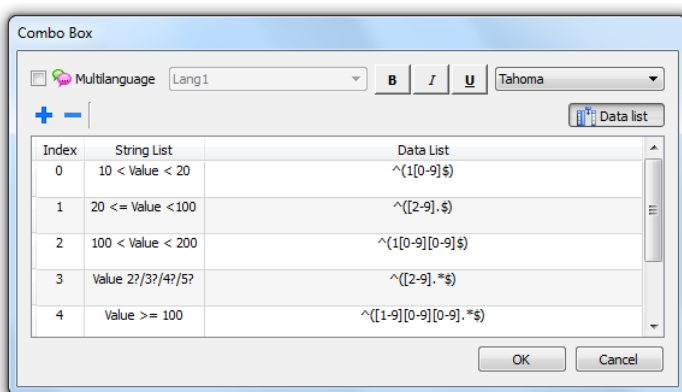 Combo Box
Multilanguage Lang1 B I U Tahoma
Data list
Index String List Data List
0 10 < Value < 20 ^(1[0-9]$)
1 20 <= Value <100 ^([2-9].$)
2 100 < Value < 200 ^(1[0-9][0-9]$)
3 Value 2?/3?/4?/5? ^([2-9].*$)
4 Value >= 100 ^([1-9][0-9][0-9].*$)
OK Cancel